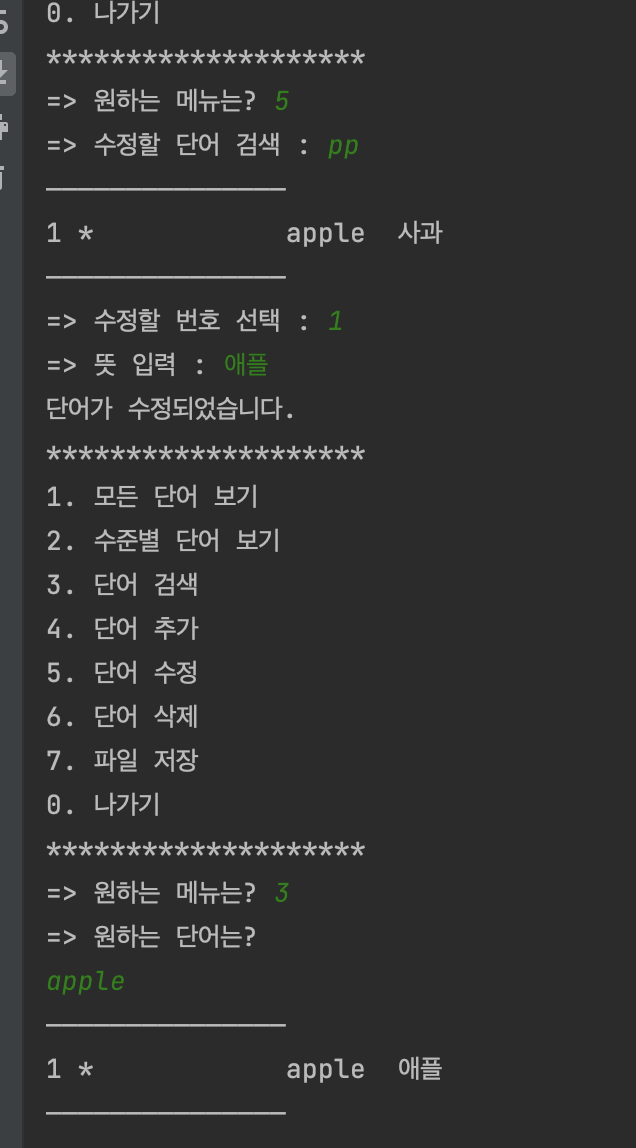 0. 나가기
********************
=> 원하는 메뉴는? 5
=> 수정할 단어 검색 : pp
———————————————
1 * apple 사과
———————————————
=> 수정할 번호 선택 : 1
=> 뜻 입력 : 애플
단어가 수정되었습니다.
********************
1. 모든 단어 보기
2. 수준별 단어 보기
3. 단어 검색
4. 단어 추가
5. 단어 수정
6. 단어 삭제
7. 파일 저장
0. 나가기
********************
=> 원하는 메뉴는? 3
=> 원하는 단어는?
apple
———————————————
1 * apple 애플
———————————————